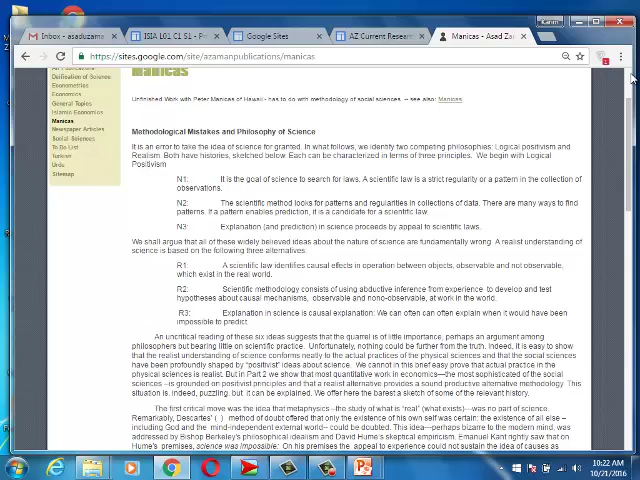 Karim
Inbox - asaduzama
ISIA L01 C1 S1 - Pr
Google Sites
AZ Current Resear
Manicas - Asad Zai
https://sites.google.com/site/azamanpublications/manicas
Deification of Science
Econometrics
Economics
General Topics
Islamic Economics
Manicas
Newspaper Articles
Social Sciences
To Do List
Turkish
Urdu
Sitemap
Manicas
Unfinished Work with Peter Manicas of Hawaii - has to do with methodology of social sciences. -- see also: Manicas
Methodological Mistakes and Philosophy of Science
It is an error to take the idea of science for granted. In what follows, we identify two competing philosophies: Logical positivism and
Realism. Both have histories, sketched below. Each can be characterized in terms of three principles. We begin with Logical
Positivism
N1: It is the goal of science to search for laws. A scientific law is a strict regularity or a pattern in the collection of
observations.
N2: The scientific method looks for patterns and regularities in collections of data. There are many ways to find
patterns. If a pattern enables prediction, it is a candidate for a scientific law
N3: Explanation (and prediction) in science proceeds by appeal to scientific laws.
We shall argue that all of these widely believed ideas about the nature of science are fundamentally wrong. A realist understanding of
science is based on the following three alternatives:
R1: A scientific law identifies causal effects in operation between objects, observable and not observable,
which exist in the real world.
R2: Scientific methodology consists of using abductive inference from experience to develop and test
hypotheses about causal mechanisms, observable and nono-observable, at work in the world.
R3: Explanation in science is causal explanation: We can often can often explain when it would have been
impossible to predict.
An uncritical reading of these six ideas suggests that the quarrel is of little importance, perhaps an argument among
philosophers but bearing little on scientific practice. Unfortunately, nothing could be further from the truth. Indeed, it is easy to show
that the realist understanding of science conforms neatly to the actual practices of the physical sciences and that the social sciences
have been profoundly shaped by "positivist" ideas about science. We cannot in this brief easy prove that actual practice in the
physical sciences is realist. But in Part 2 we show that most quantitative work in economics—the most sophisticated of the social
sciences –is grounded on positivist principles and that a realist alternative provides a sound productive alternative methodology. This
situation is, indeed, puzzling, but it can be explained. We offer here the barest a sketch of some of the relevant history.
The first critical move was the idea that metaphysics –the study of what is "real" (what exists)—was no part of science.
Remarkably, Descartes' ( ) method of doubt offered that only the existence of his own self was certain: the existence of all else –
including God and the mind-independent external world– could be doubted. This idea—perhaps bizarre to the modern mind, was
addressed by Bishop Berkeley's philosophical idealism and David Hume's skeptical empiricism. Emanuel Kant rightly saw that on
Hume's premises, science was impossible: On his premises the appeal to experience could not sustain the idea of causes as
10:22 AM
10/21/2016